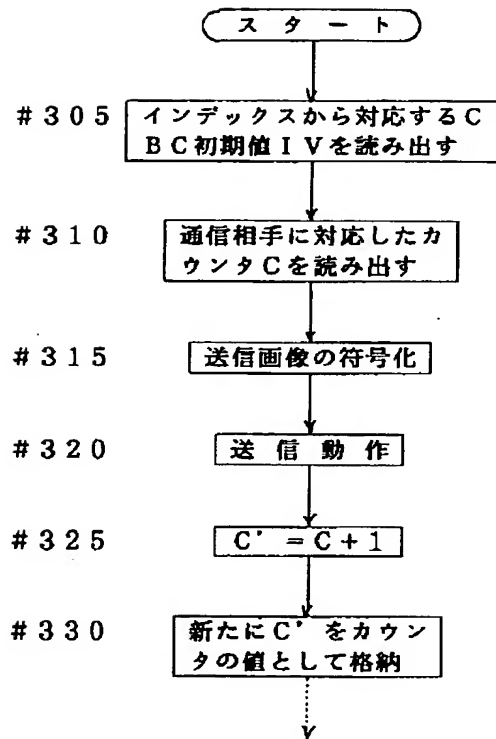 スタート
#305 インデックスから対応するC
BC初期値IVを読み出す
#310 通信相手に対応したカ
ウンタCを読み出す
#315 送信画像の符号化
#320 送信動作
#325 C'=C+1
#330 新たにC'をカウン
タの値として格納